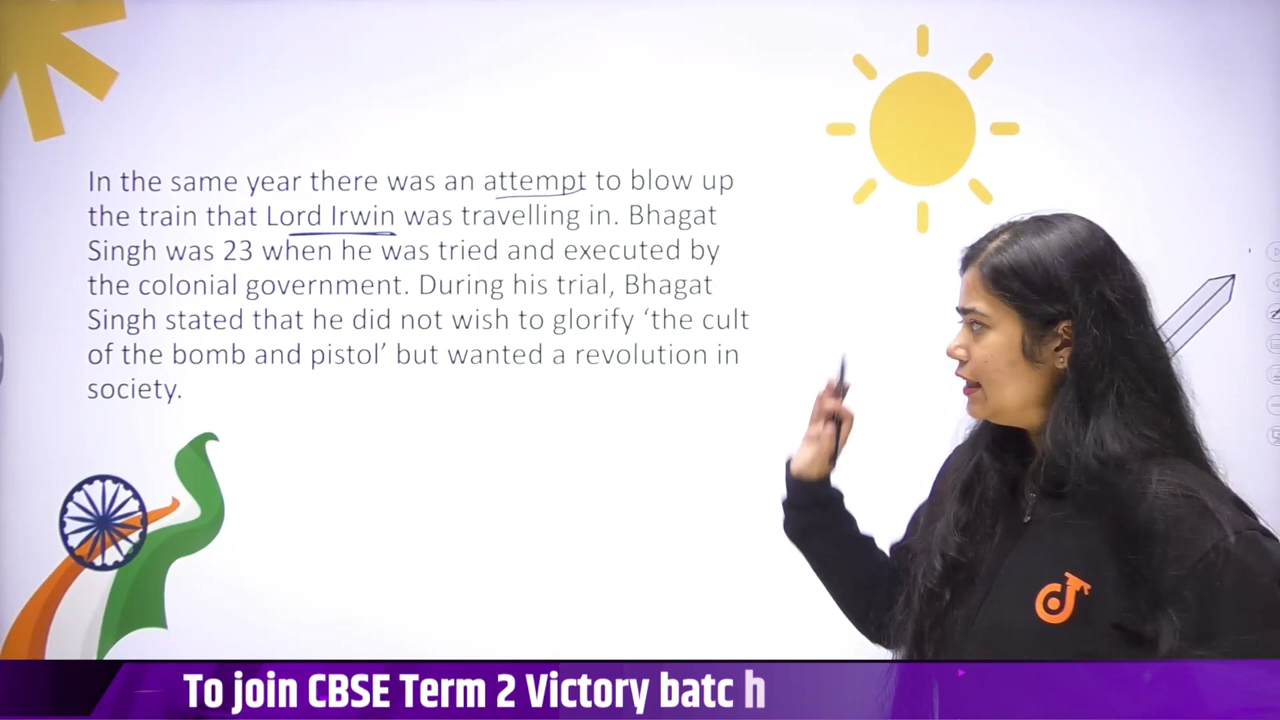 In the same year there was an attempt to blow up
the train that Lord Irwin was travelling in. Bhagat
Singh was 23 when he was tried and executed by
the colonial government. During his trial, Bhagat
Singh stated that he did not wish to glorify ‘the cult
of the bomb and pistol’ but wanted a revolution in
society.
To join CBSE Term 2 Victory batc h